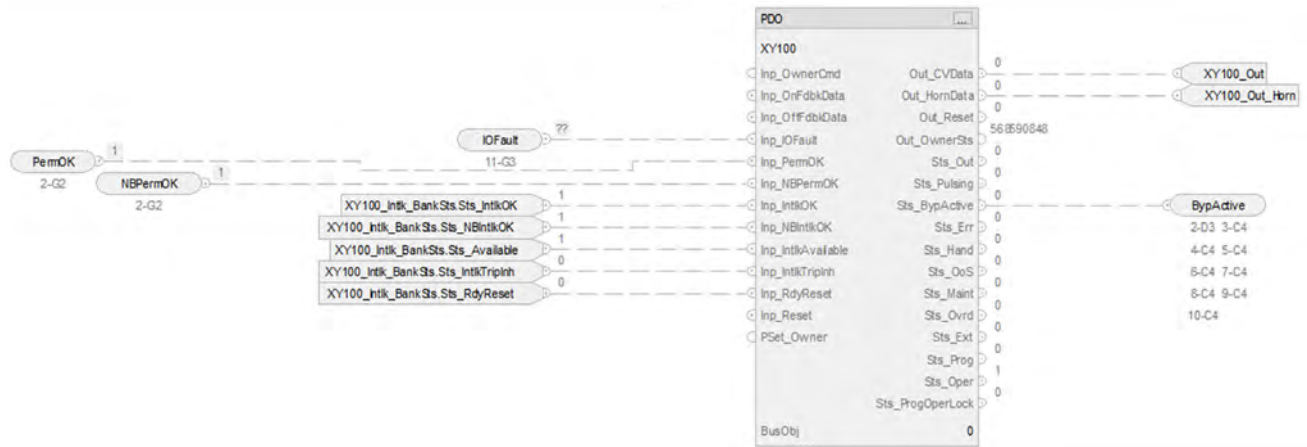 PDO ...
XY100
Inp_OwnerCmd Out_CVData 0 XY100_Out
Inp_OnFdbkData Out_HornData 0 XY100_Out_Horn
Inp_OffFdbkData Out_Reset 0
IOFault ?? Inp_IOFault Out_OwnerSts 568590848
11-G3
PermOK 1 Inp_PermOK Sts_Out 0
2-G2
NBPermOK 1 Inp_NBPermOK Sts_Pulsing 0
2-G2
XY100_Intlk_BankSts.Sts_IntlkOK 1 Inp_IntlkOK Sts_BypActive 0 BypActive
XY100_Intlk_BankSts.Sts_NBIntlkOK 1 Inp_NBIntlkOK Sts_Err 0 2-D3 3-C4
XY100_Intlk_BankSts.Sts_Available 1 Inp_IntlkAvailable Sts_Hand 0 4-C4 5-C4
XY100_Intlk_BankSts.Sts_IntlkTripInh 0 Inp_IntlkTripInh Sts_OoS 0 6-C4 7-C4
XY100_Intlk_BankSts.Sts_RdyReset 0 Inp_RdyReset Sts_Maint 0 8-C4 9-C4
Inp_Reset Sts_Ovrd 0 10-C4
PSet_Owner Sts_Ext 0
Sts_Prog 0
Sts_Oper 1
Sts_ProgOperLock 0
BusObj 0